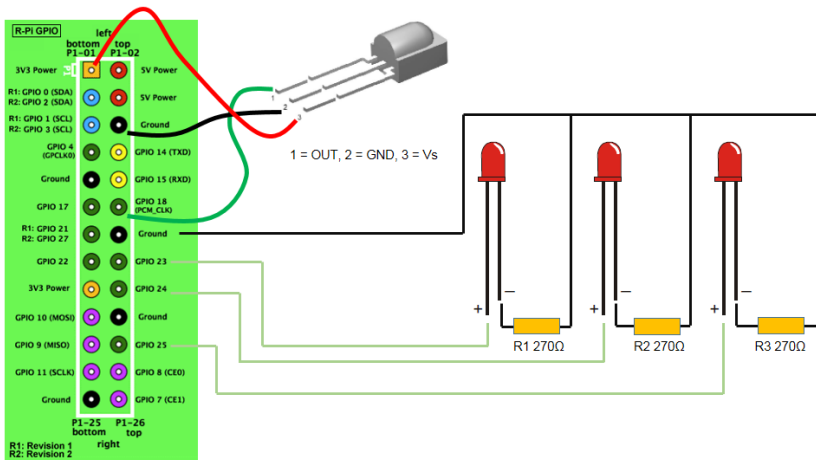 R-Pi GPIO
left
bottom top
P1-01 P1-02
3V3 Power 5V Power
R1: GPIO 0 (SDA)
R2: GPIO 2 (SDA) 5V Power
R1: GPIO 1 (SCL)
R2: GPIO 3 (SCL) Ground
GPIO 4
(GPCLK0) GPIO 14 (TXD)
Ground GPIO 15 (RXD)
GPIO 17 GPIO 18
(PCM_CLK)
R1: GPIO 21
R2: GPIO 27 Ground
GPIO 22 GPIO 23
3V3 Power GPIO 24
GPIO 10 (MOSI) Ground
GPIO 9 (MISO) GPIO 25
GPIO 11 (SCLK) GPIO 8 (CE0)
Ground GPIO 7 (CE1)
P1-25 P1-26
bottom top
right
R1: Revision 1
R2: Revision 2
1
2
3
1 = OUT, 2 = GND, 3 = Vs
+ – + – + –
R1 270Ω R2 270Ω R3 270Ω